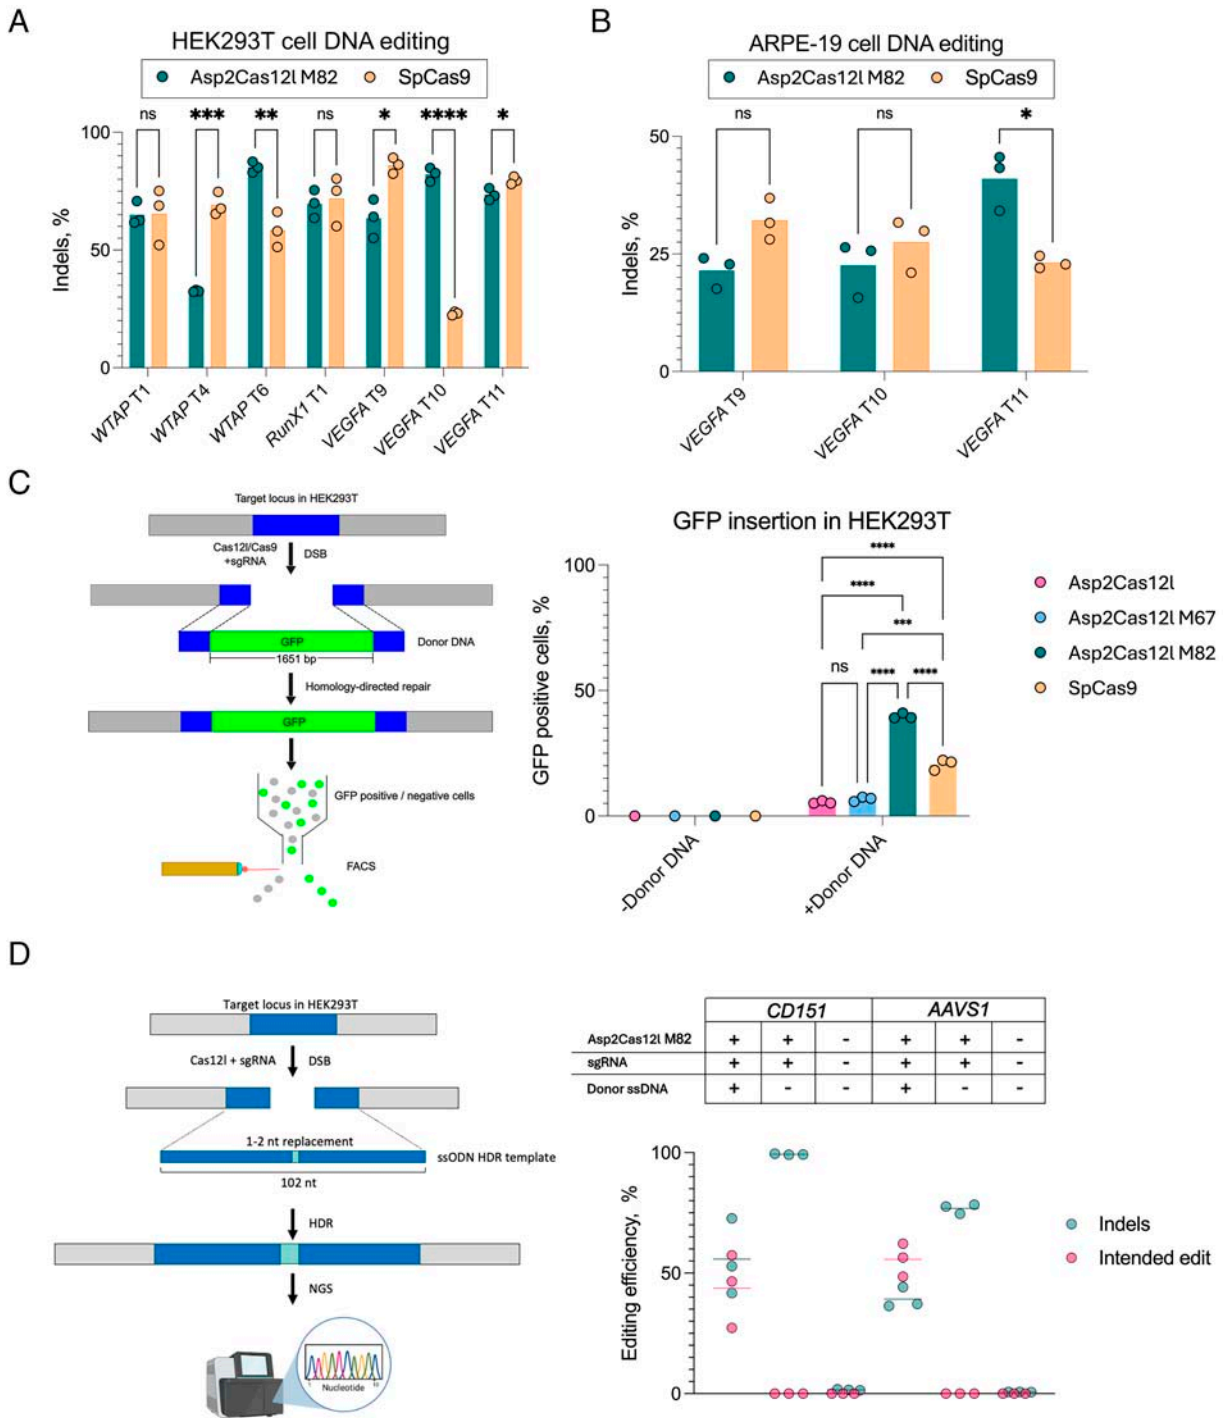 A
HEK293T cell DNA editing
Asp2Cas12l M82 SpCas9
ns *** ** ns * **** *
100
50
0
Indels, %
WTAP T1
WTAP T4
WTAP T6
RunX1 T1
VEGFA T9
VEGFA T10
VEGFA T11
B
ARPE-19 cell DNA editing
Asp2Cas12l M82 SpCas9
ns ns *
50
25
0
Indels, %
VEGFA T9
VEGFA T10
VEGFA T11
C
Target locus in HEK293T
Cas12l/Cas9
+sgRNA
DSB
GFP
Donor DNA
1651 bp
Homology-directed repair
GFP
GFP positive / negative cells
FACS
GFP insertion in HEK293T
****
****
***
ns **** ****
100
50
0
GFP positive cells, %
-Donor DNA
+Donor DNA
Asp2Cas12l
Asp2Cas12l M67
Asp2Cas12l M82
SpCas9
D
Target locus in HEK293T
Cas12l + sgRNA DSB
1-2 nt replacement
ssODN HDR template
102 nt
HDR
NGS
Nucleotide
CD151 AAVS1
Asp2Cas12l M82 + + - + + -
sgRNA + + - + + -
Donor ssDNA + - - + - -
100
50
0
Editing efficiency, %
Indels
Intended edit